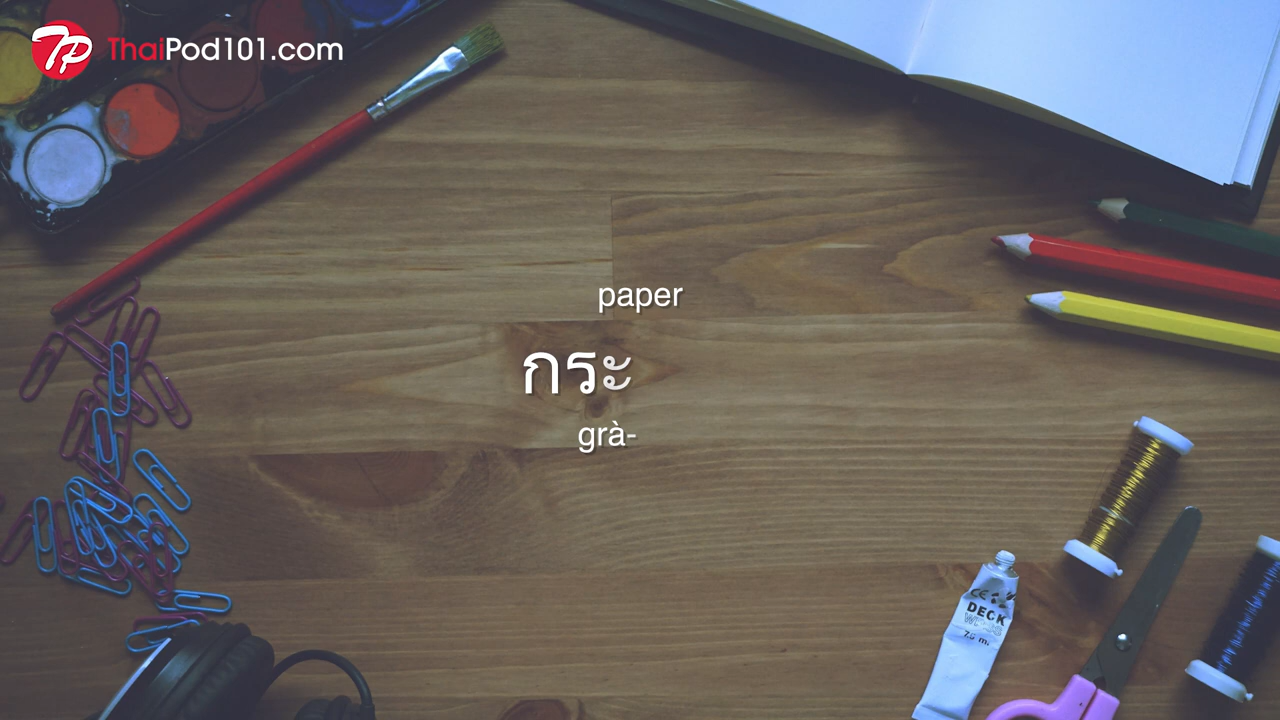 ThaiPod101.com
paper
กระ
grà-
DECK